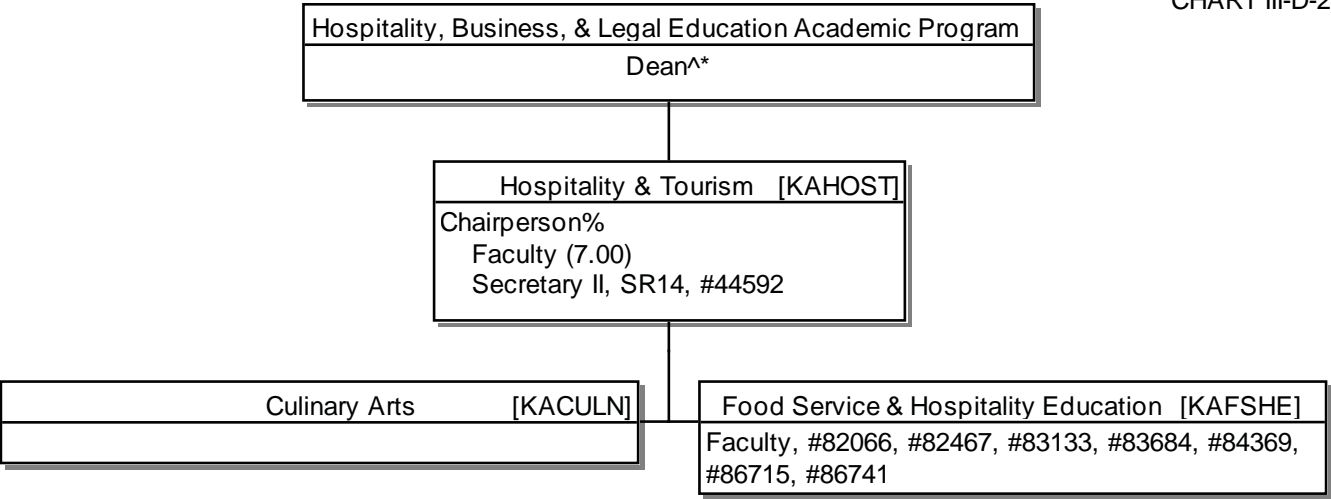 CHART III-D-2
Hospitality, Business, & Legal Education Academic Program
Dean^*
Hospitality & Tourism [KAHOST]
Chairperson%
Faculty (7.00)
Secretary II, SR14, #44592
Culinary Arts [KACULN]
Food Service & Hospitality Education [KAFSHE]
Faculty, #82066, #82467, #83133, #83684, #84369,
#86715, #86741